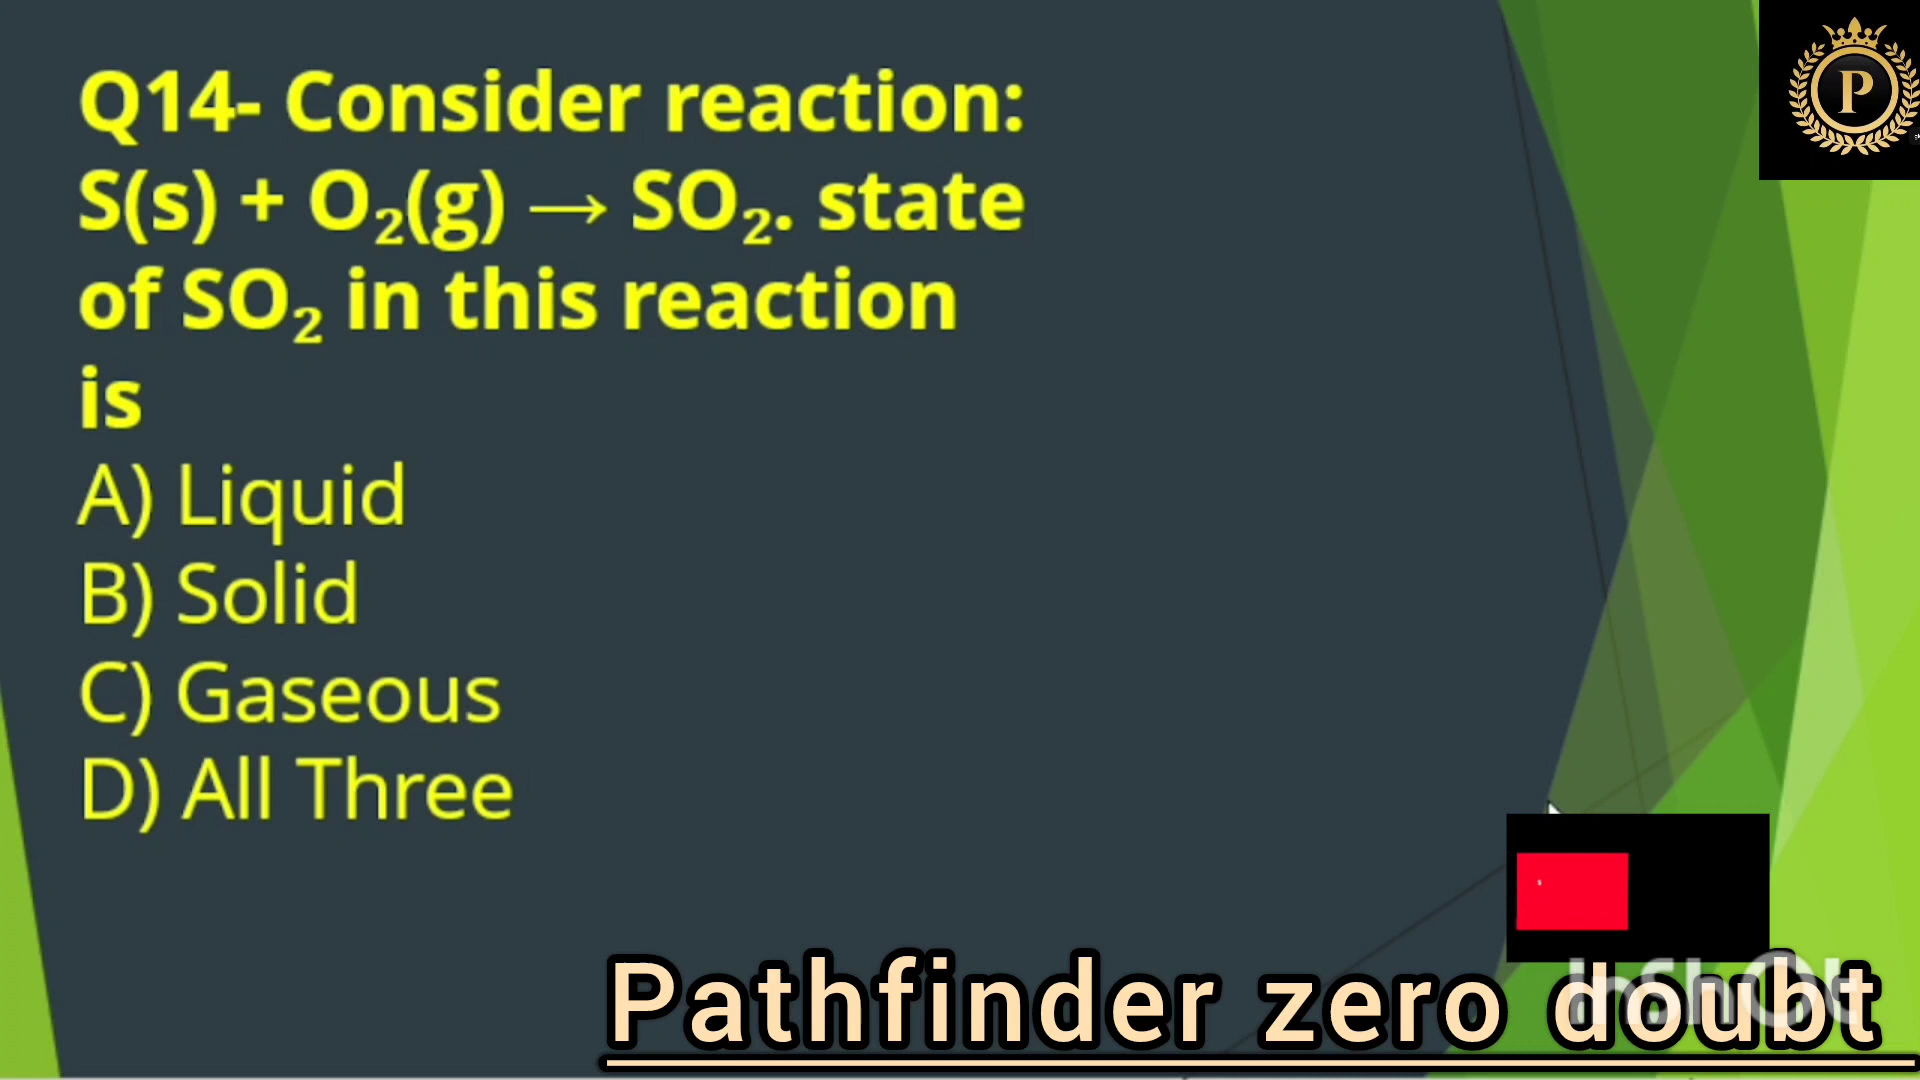 Q14- Consider reaction:
S(s) + O₂(g) → SO₂. state
of SO₂ in this reaction
is
A) Liquid
B) Solid
C) Gaseous
D) All Three
P
Pathfinder zero doubt
InShOt